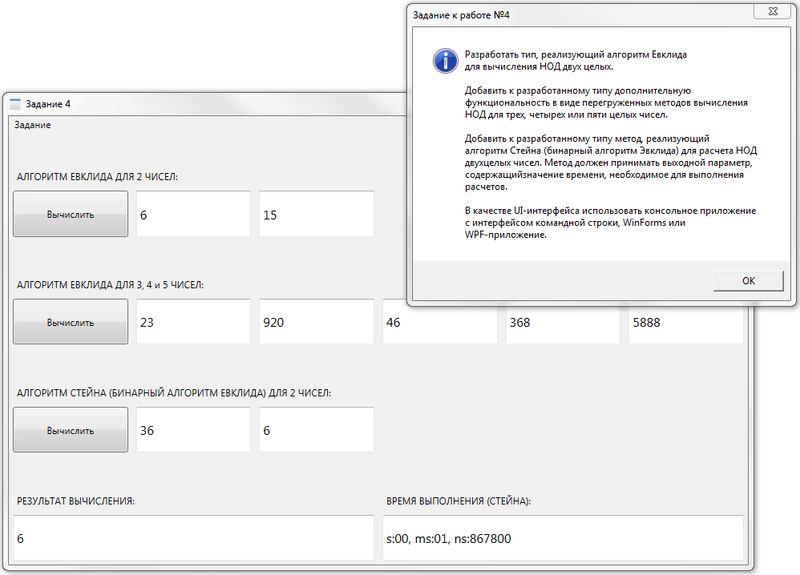 Задание к работе №4
Разработать тип, реализующий алгоритм Евклида
для вычисления НОД двух целых.
Добавить к разработанному типу дополнительную
функциональность в виде перегруженных методов вычисления
НОД для трех, четырех или пяти целых чисел.
Добавить к разработанному типу метод, реализующий
алгоритм Стейна (бинарный алгоритм Эвклида) для расчета НОД
двухцелых чисел. Метод должен принимать выходной параметр,
содержащийзначение времени, необходимое для выполнения
расчетов.
В качестве UI-интерфейса использовать консольное приложение
с интерфейсом командной строки, WinForms или
WPF-приложение.
OK
Задание 4
Задание
АЛГОРИТМ ЕВКЛИДА ДЛЯ 2 ЧИСЕЛ:
Вычислить 6 15
АЛГОРИТМ ЕВКЛИДА ДЛЯ 3, 4 и 5 ЧИСЕЛ:
Вычислить 23 920 46 368 5888
АЛГОРИТМ СТЕЙНА (БИНАРНЫЙ АЛГОРИТМ ЕВКЛИДА) ДЛЯ 2 ЧИСЕЛ:
Вычислить 36 6
РЕЗУЛЬТАТ ВЫЧИСЛЕНИЯ: ВРЕМЯ ВЫПОЛНЕНИЯ (СТЕЙНА):
6 s:00, ms:01, ns:867800